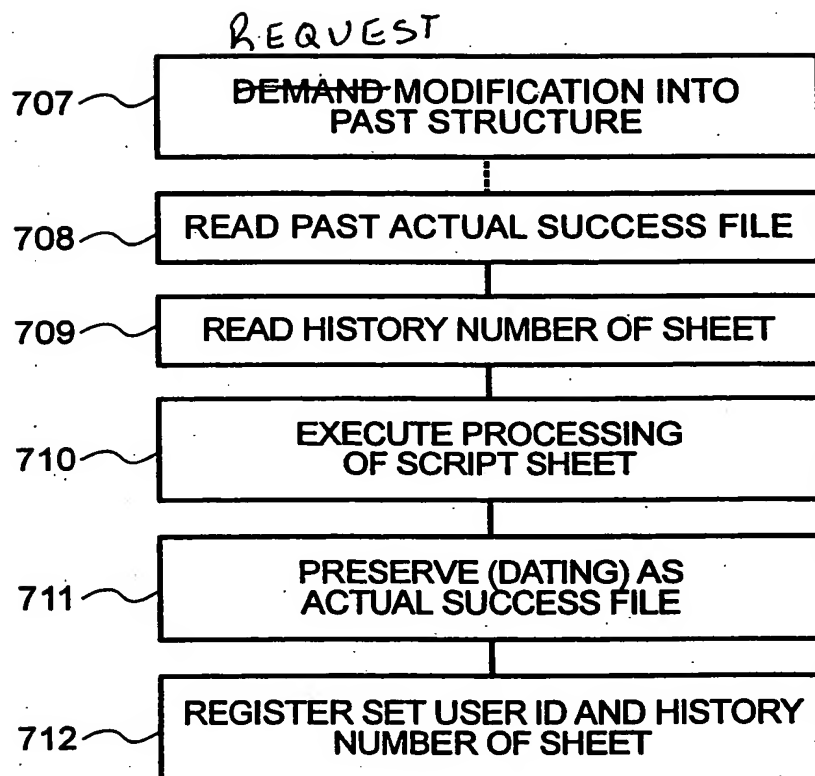 REQUEST
707 DEMAND MODIFICATION INTO
PAST STRUCTURE
708 READ PAST ACTUAL SUCCESS FILE
709 READ HISTORY NUMBER OF SHEET
710 EXECUTE PROCESSING
OF SCRIPT SHEET
711 PRESERVE (DATING) AS
ACTUAL SUCCESS FILE
712 REGISTER SET USER ID AND HISTORY
NUMBER OF SHEET